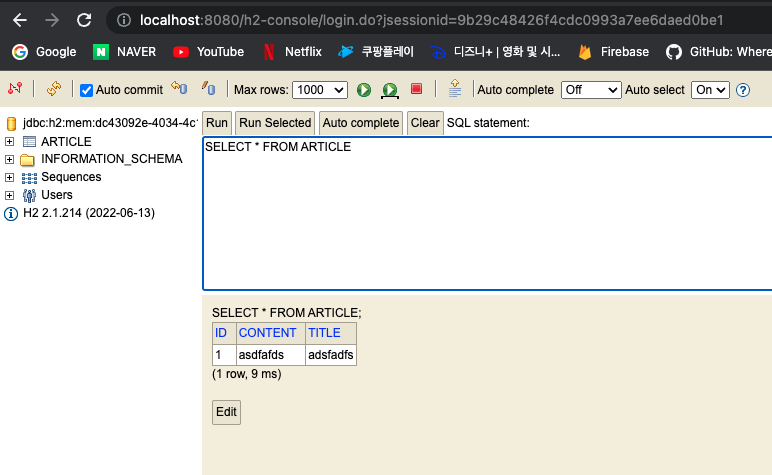 localhost:8080/h2-console/login.do?jsessionid=9b29c48426f4cdc0993a7ee6daed0be1
Google NAVER YouTube Netflix 쿠팡플레이 디즈니+ | 영화 및 시... Firebase GitHub: Where
Auto commit Max rows: 1000 Auto complete Off Auto select On
jdbc:h2:mem:dc43092e-4034-4c1
ARTICLE
INFORMATION_SCHEMA
Sequences
Users
H2 2.1.214 (2022-06-13)
Run Run Selected Auto complete Clear SQL statement:
SELECT * FROM ARTICLE
SELECT * FROM ARTICLE;
ID CONTENT TITLE
1 asdfafds adsfadfs
(1 row, 9 ms)
Edit